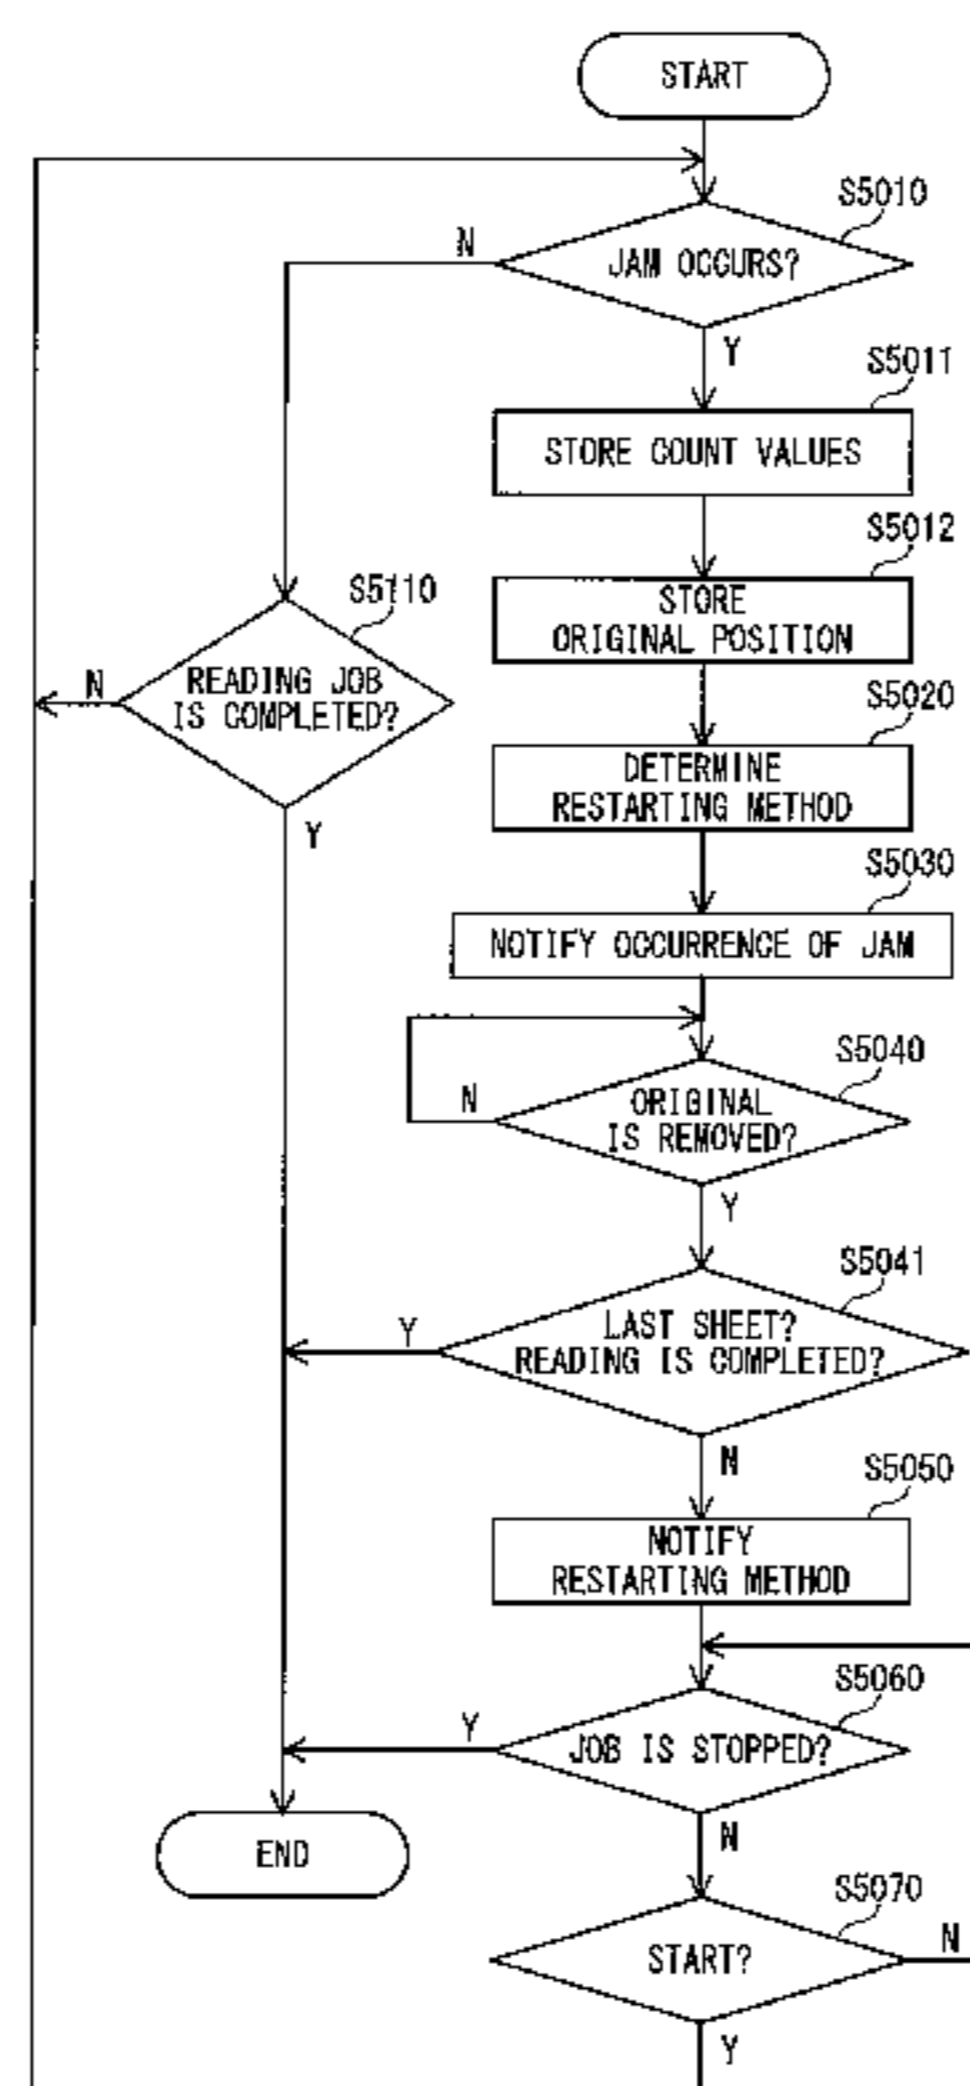 START
S5010
N
JAM OCCURS?
Y
S5011
STORE COUNT VALUES
S5012
STORE
ORIGINAL POSITION
S5110
READING JOB
IS COMPLETED?
N
Y
S5020
DETERMINE
RESTARTING METHOD
S5030
NOTIFY OCCURRENCE OF JAM
S5040
N
ORIGINAL
IS REMOVED?
Y
S5041
Y
LAST SHEET?
READING IS COMPLETED?
N
S5050
NOTIFY
RESTARTING METHOD
S5060
Y
JOB IS STOPPED?
END
N
S5070
START?
N
Y